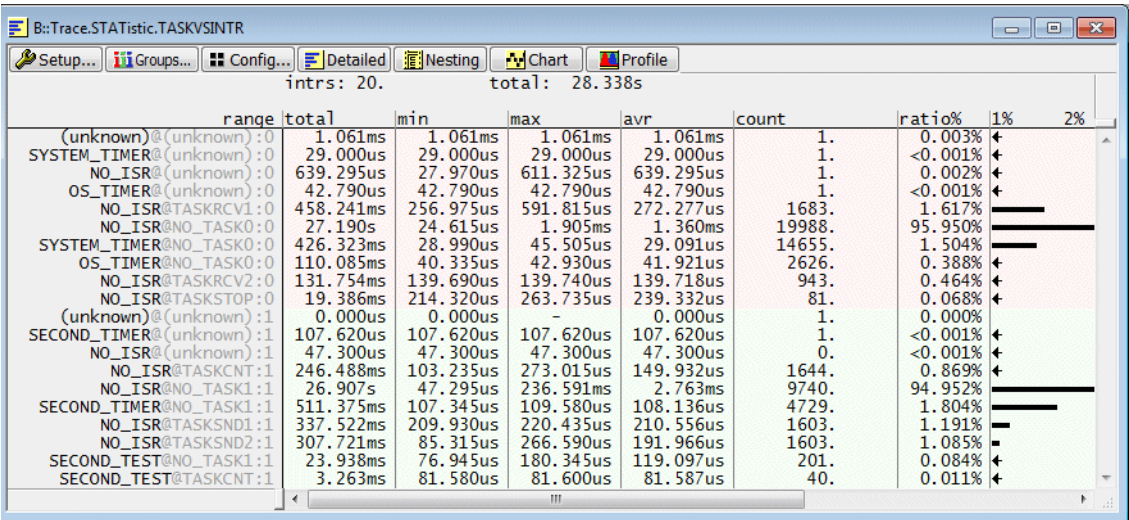 B::Trace.STATistic.TASKVSINTR
Setup... Groups... Config... Detailed Nesting Chart Profile
intrs: 20. total: 28.338s
range total min max avr count ratio% 1% 2%
(unknown)@(unknown):0 1.061ms 1.061ms 1.061ms 1.061ms 1. 0.003%
SYSTEM_TIMER@(unknown):0 29.000us 29.000us 29.000us 29.000us 1. <0.001%
NO_ISR@(unknown):0 639.295us 27.970us 611.325us 639.295us 1. 0.002%
OS_TIMER@(unknown):0 42.790us 42.790us 42.790us 42.790us 1. <0.001%
NO_ISR@TASKRCV1:0 458.241ms 256.975us 591.815us 272.277us 1683. 1.617%
NO_ISR@NO_TASK0:0 27.190s 24.615us 1.905ms 1.360ms 19988. 95.950%
SYSTEM_TIMER@NO_TASK0:0 426.323ms 28.990us 45.505us 29.091us 14655. 1.504%
OS_TIMER@NO_TASK0:0 110.085ms 40.335us 42.930us 41.921us 2626. 0.388%
NO_ISR@TASKRCV2:0 131.754ms 139.690us 139.740us 139.718us 943. 0.464%
NO_ISR@TASKSTOP:0 19.386ms 214.320us 263.735us 239.332us 81. 0.068%
(unknown)@(unknown):1 0.000us 0.000us - 0.000us 1. 0.000%
SECOND_TIMER@(unknown):1 107.620us 107.620us 107.620us 107.620us 1. <0.001%
NO_ISR@(unknown):1 47.300us 47.300us 47.300us 47.300us 0. <0.001%
NO_ISR@TASKCNT:1 246.488ms 103.235us 273.015us 149.932us 1644. 0.869%
NO_ISR@NO_TASK1:1 26.907s 47.295us 236.591ms 2.763ms 9740. 94.952%
SECOND_TIMER@NO_TASK1:1 511.375ms 107.345us 109.580us 108.136us 4729. 1.804%
NO_ISR@TASKSND1:1 337.522ms 209.930us 220.435us 210.556us 1603. 1.191%
NO_ISR@TASKSND2:1 307.721ms 85.315us 266.590us 191.966us 1603. 1.085%
SECOND_TEST@NO_TASK1:1 23.938ms 76.945us 180.345us 119.097us 201. 0.084%
SECOND_TEST@TASKCNT:1 3.263ms 81.580us 81.600us 81.587us 40. 0.011%